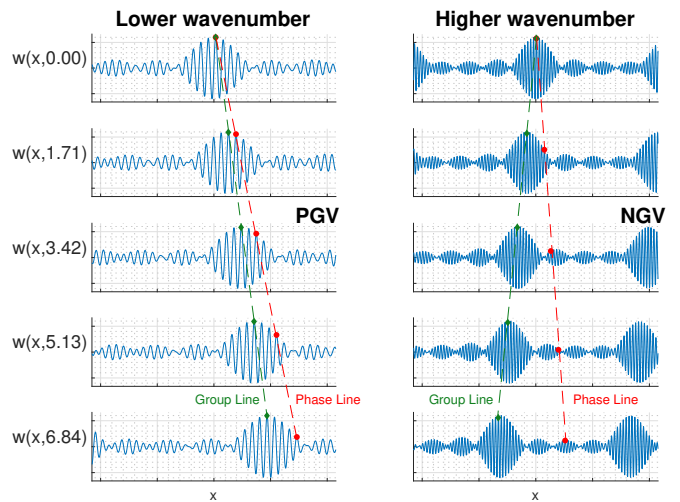 Lower wavenumber
Higher wavenumber
w(x,0.00)
w(x,1.71)
PGV
NGV
w(x,3.42)
w(x,5.13)
Group Line
Phase Line
Group Line
Phase Line
w(x,6.84)
x
x